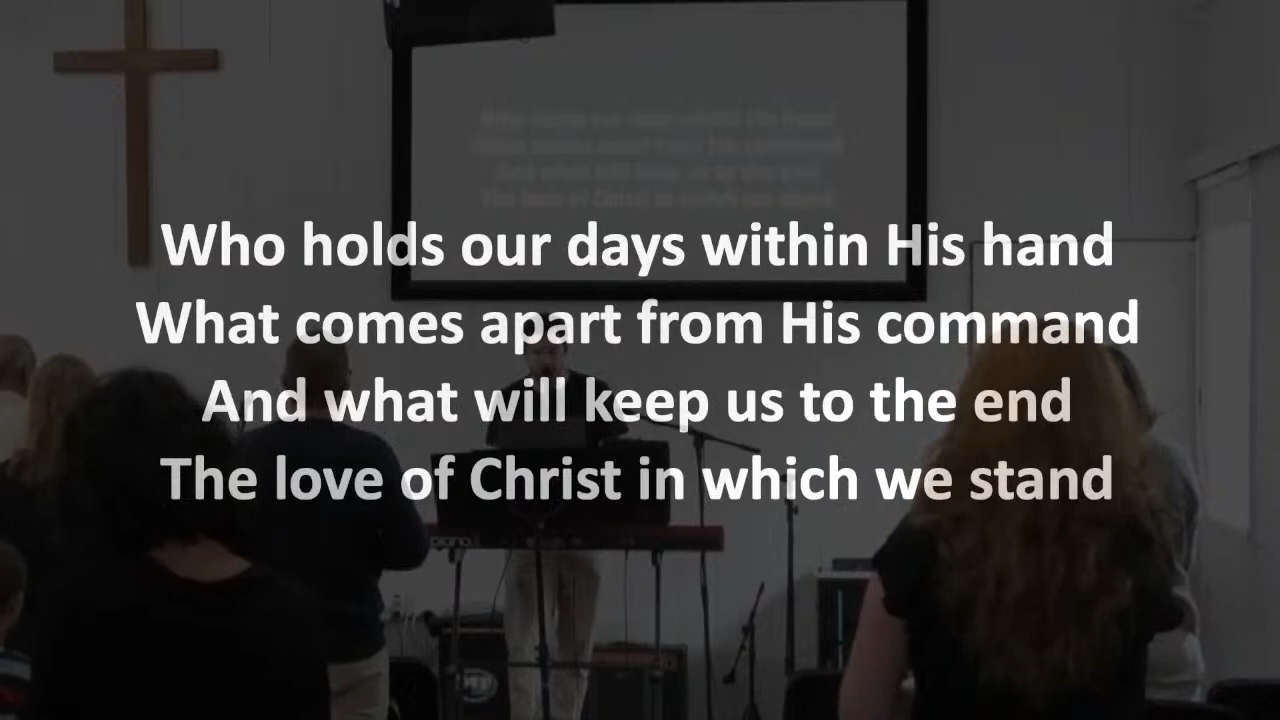 Who holds our days within His hand
What comes apart from His command
And what will keep us to the end
The love of Christ in which we stand